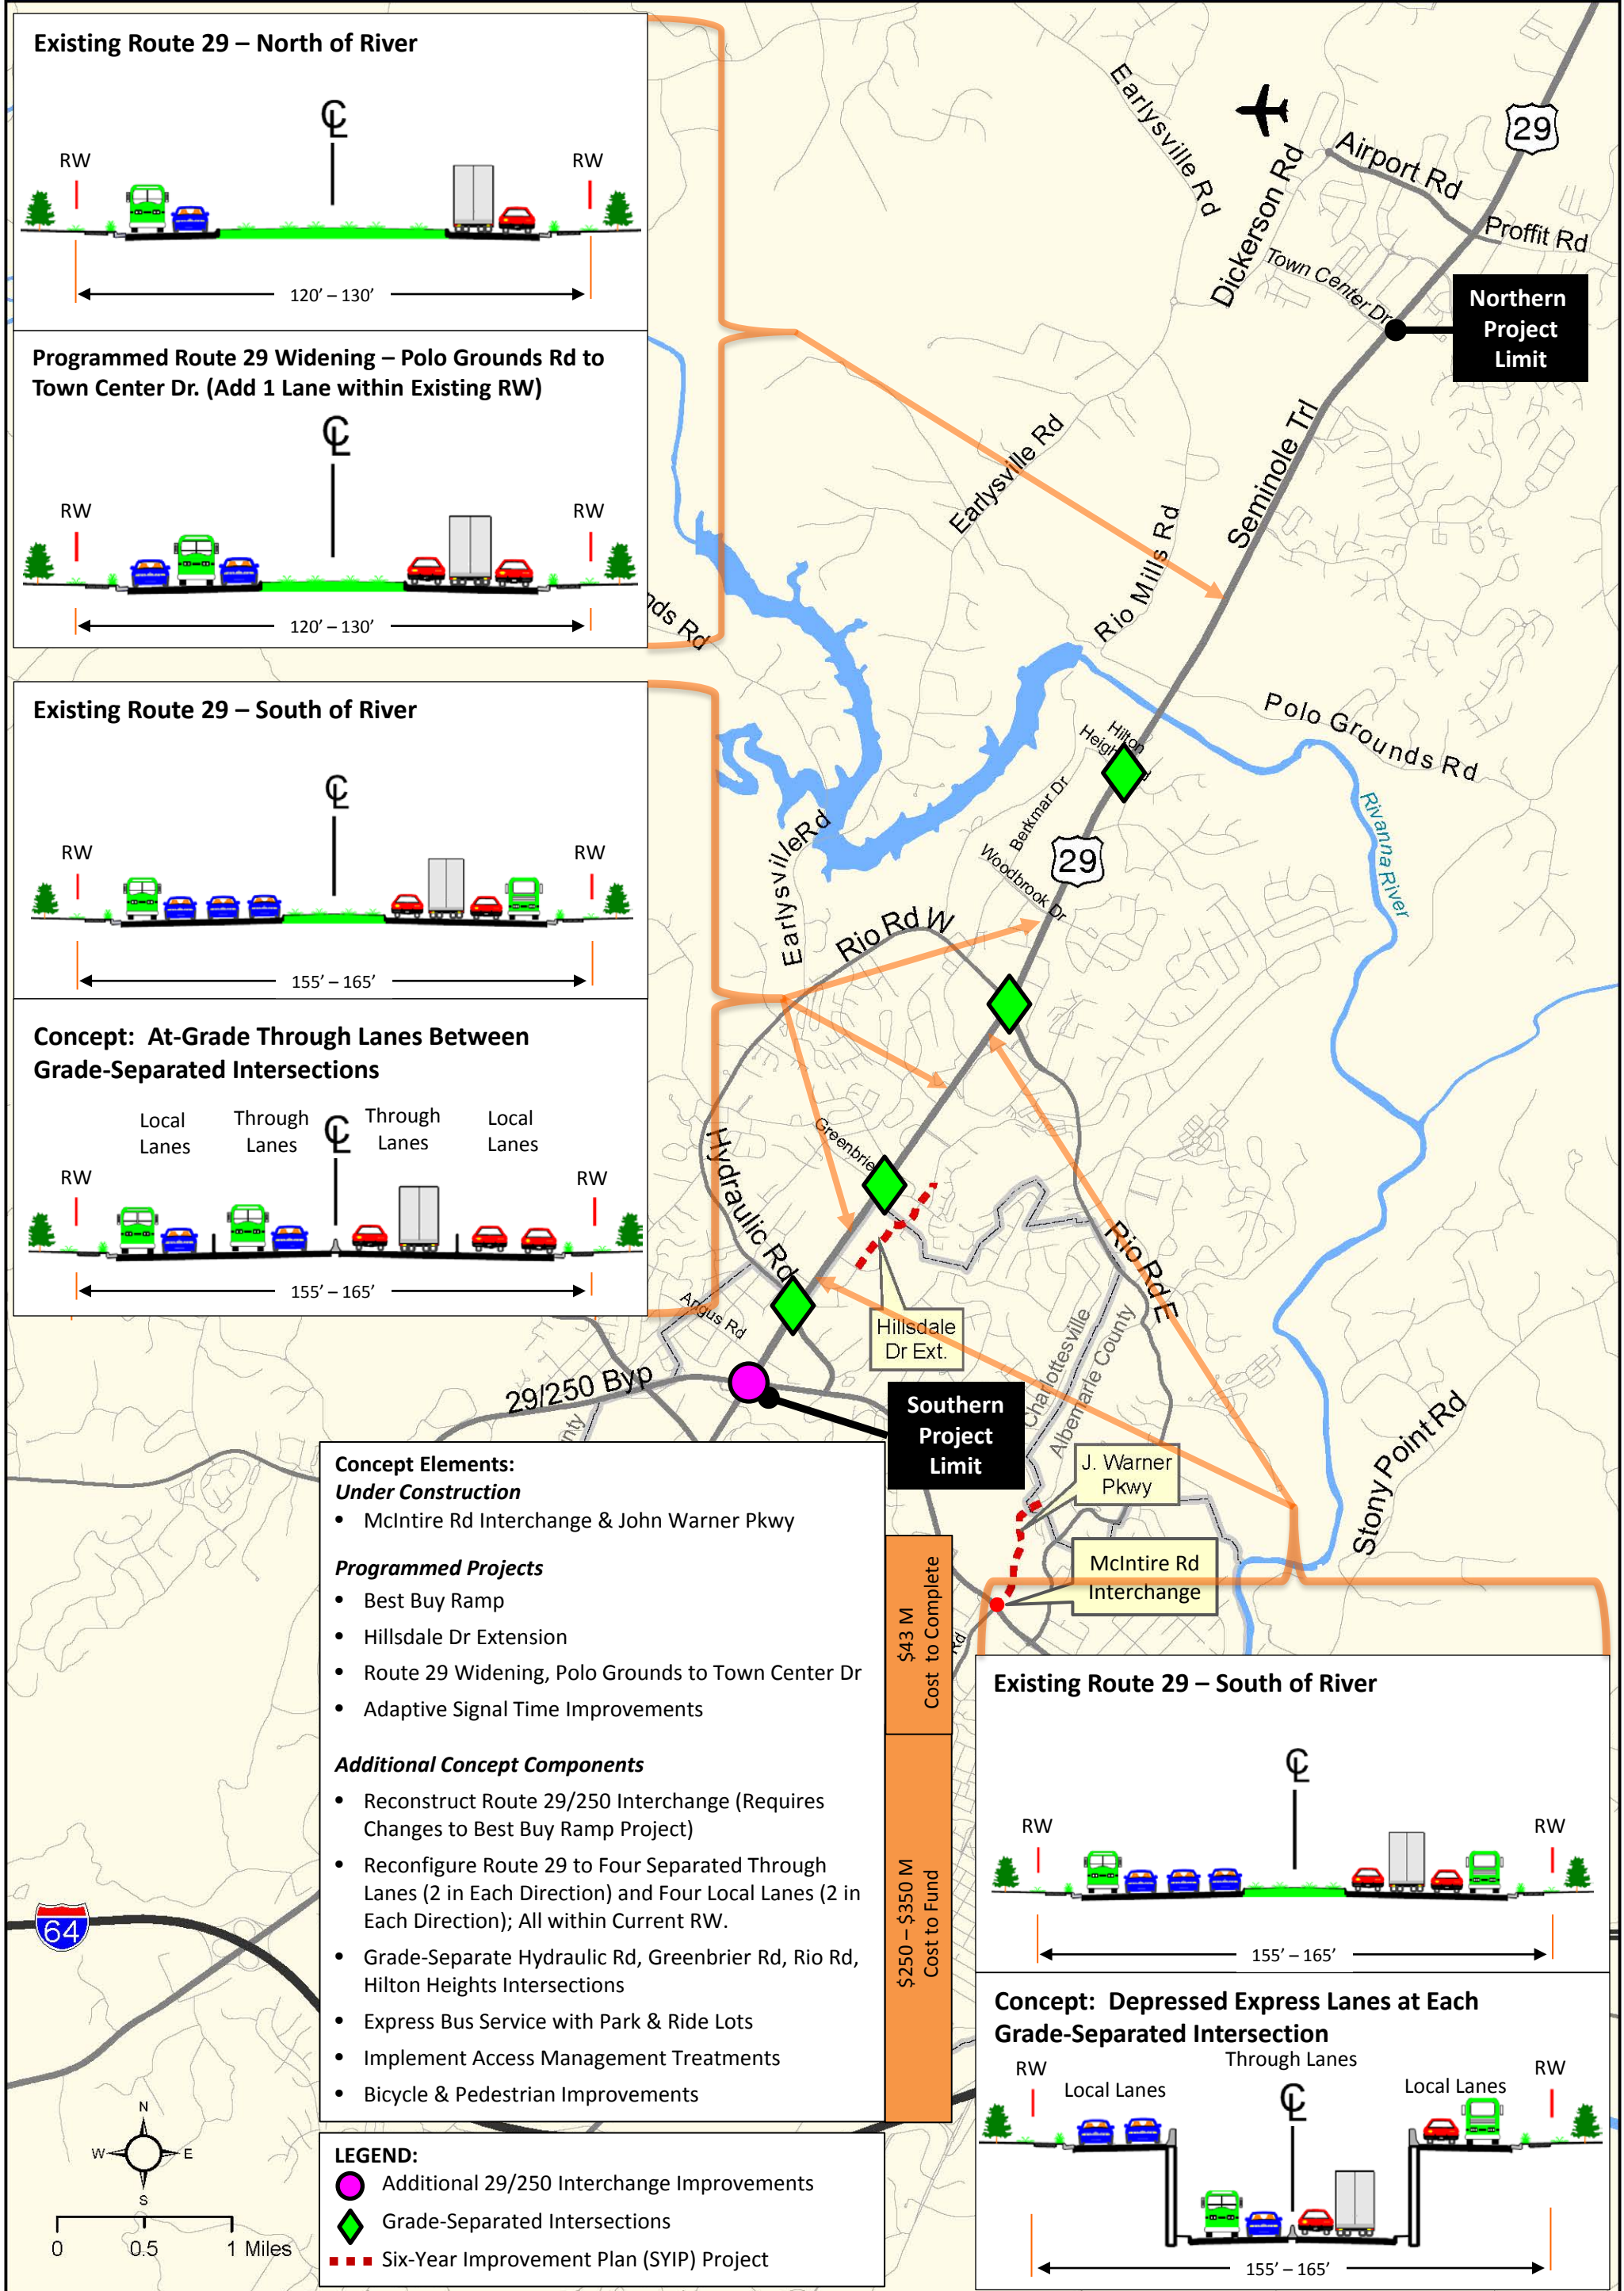 Existing Route 29 – North of River
CL
RW
RW
120’ – 130’
Programmed Route 29 Widening – Polo Grounds Rd to
Town Center Dr. (Add 1 Lane within Existing RW)
CL
RW
RW
120’ – 130’
Existing Route 29 – South of River
CL
RW
RW
155’ – 165’
Concept: At-Grade Through Lanes Between
Grade-Separated Intersections
Local
Lanes
Through
Lanes
CL
Through
Lanes
Local
Lanes
RW
RW
155’ – 165’
Earlysville Rd
29
Airport Rd
Dickerson Rd
Proffit Rd
Town Center Dr
Northern
Project
Limit
Seminole Trl
Earlysville Rd
Rio Mills Rd
nds Rd
Polo Grounds Rd
Hilton
Heigh
Rivanna River
Berkmar Dr
29
Woodbrook Dr
Earlysville Rd
Rio Rd W
Greenbrie
Hydraulic Rd
Rio Rd E
Angus Rd
Hillsdale
Dr Ext.
Charlottesville
Albemarle County
29/250 Byp
nty
Southern
Project
Limit
Stony Point Rd
J. Warner
Pkwy
McIntire Rd
Interchange
Rd
64
Concept Elements:
Under Construction
• McIntire Rd Interchange & John Warner Pkwy
Programmed Projects
• Best Buy Ramp
• Hillsdale Dr Extension
• Route 29 Widening, Polo Grounds to Town Center Dr
• Adaptive Signal Time Improvements
$43 M
Cost to Complete
Additional Concept Components
• Reconstruct Route 29/250 Interchange (Requires
Changes to Best Buy Ramp Project)
• Reconfigure Route 29 to Four Separated Through
Lanes (2 in Each Direction) and Four Local Lanes (2 in
Each Direction); All within Current RW.
• Grade-Separate Hydraulic Rd, Greenbrier Rd, Rio Rd,
Hilton Heights Intersections
• Express Bus Service with Park & Ride Lots
• Implement Access Management Treatments
• Bicycle & Pedestrian Improvements
$250 – $350 M
Cost to Fund
Existing Route 29 – South of River
CL
RW
RW
155’ – 165’
Concept: Depressed Express Lanes at Each
Grade-Separated Intersection
RW
Through Lanes
RW
Local Lanes
CL
Local Lanes
155’ – 165’
N
W
E
S
0
0.5
1 Miles
LEGEND:
Additional 29/250 Interchange Improvements
Grade-Separated Intersections
Six-Year Improvement Plan (SYIP) Project